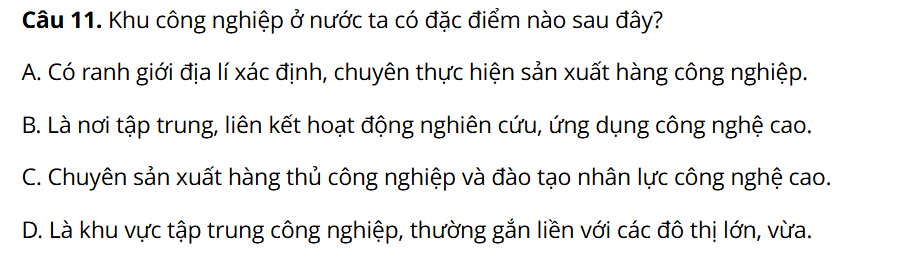 Câu 11. Khu công nghiệp ở nước ta có đặc điểm nào sau đây?
A. Có ranh giới địa lí xác định, chuyên thực hiện sản xuất hàng công nghiệp.
B. Là nơi tập trung, liên kết hoạt động nghiên cứu, ứng dụng công nghệ cao.
C. Chuyên sản xuất hàng thủ công nghiệp và đào tạo nhân lực công nghệ cao.
D. Là khu vực tập trung công nghiệp, thường gắn liền với các đô thị lớn, vừa.